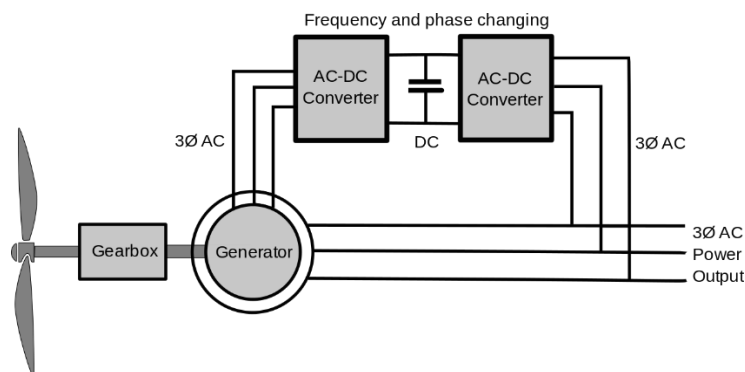 Frequency and phase changing
AC-DC
Converter
AC-DC
Converter
3Ø AC
DC
3Ø AC
Gearbox
Generator
3Ø AC
Power
Output